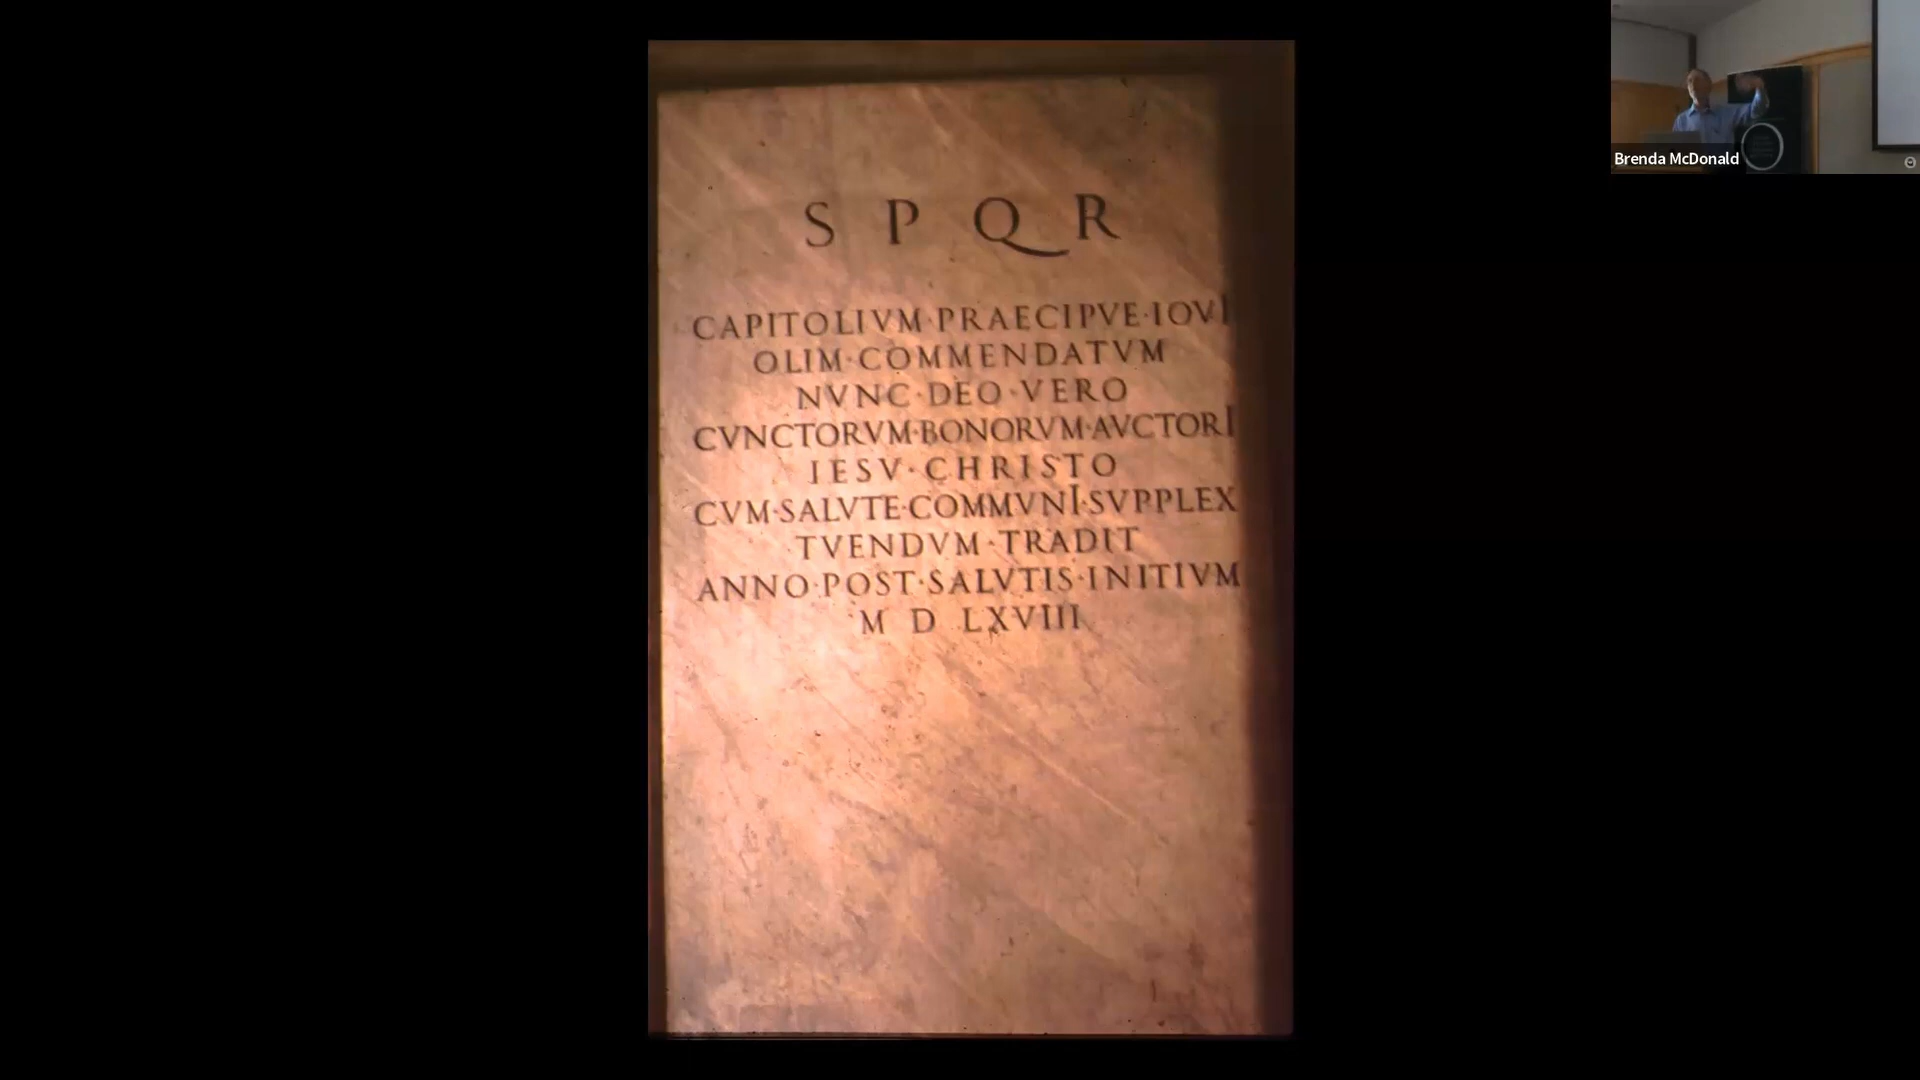 S P Q R
CAPITOLIVM·PRAECIPVE·IOVI
OLIM·COMMENDATVM
NVNC·DEO·VERO
CVNCTORVM·BONORVM·AVCTORI
IESV·CHRISTO
CVM·SALVTE·COMMVNI·SVPPLEX
TVENDVM·TRADIT
ANNO·POST·SALVTIS·INITIVM
M D LXVIII
Brenda McDonald